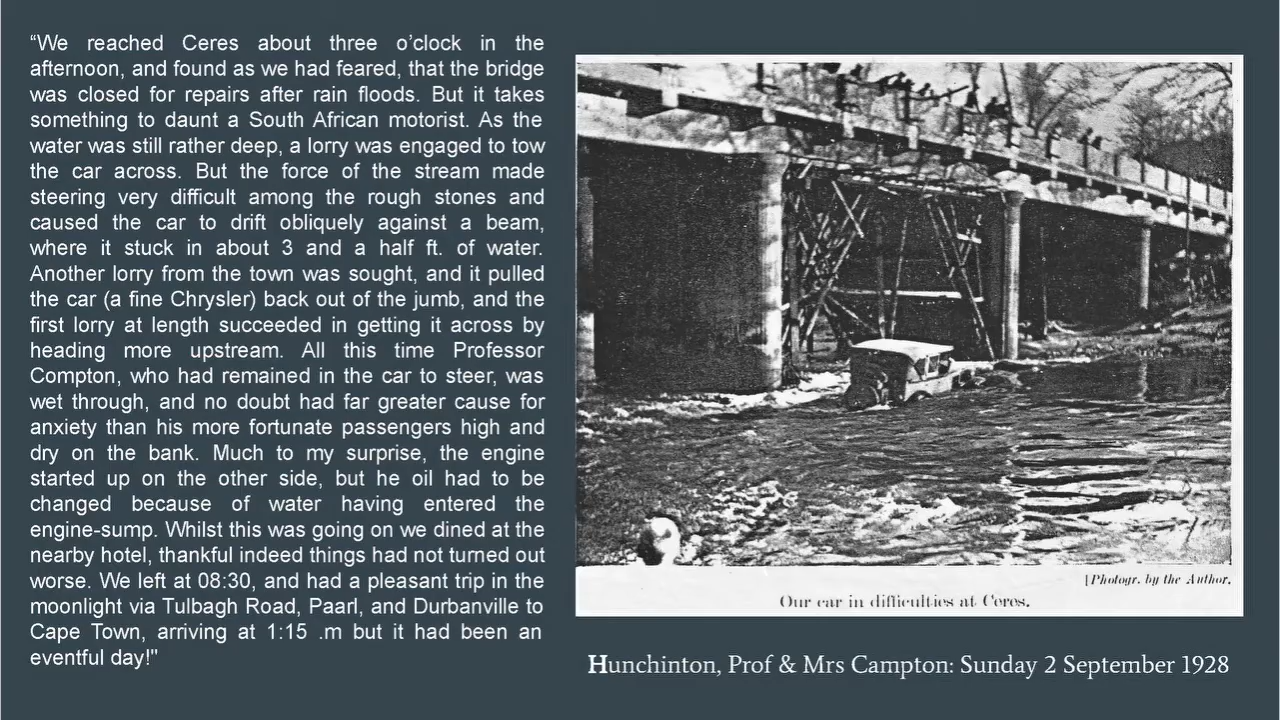 “We reached Ceres about three o’clock in the
afternoon, and found as we had feared, that the bridge
was closed for repairs after rain floods. But it takes
something to daunt a South African motorist. As the
water was still rather deep, a lorry was engaged to tow
the car across. But the force of the stream made
steering very difficult among the rough stones and
caused the car to drift obliquely against a beam,
where it stuck in about 3 and a half ft. of water.
Another lorry from the town was sought, and it pulled
the car (a fine Chrysler) back out of the jumb, and the
first lorry at length succeeded in getting it across by
heading more upstream. All this time Professor
Compton, who had remained in the car to steer, was
wet through, and no doubt had far greater cause for
anxiety than his more fortunate passengers high and
dry on the bank. Much to my surprise, the engine
started up on the other side, but he oil had to be
changed because of water having entered the
engine-sump. Whilst this was going on we dined at the
nearby hotel, thankful indeed things had not turned out
worse. We left at 08:30, and had a pleasant trip in the
moonlight via Tulbagh Road, Paarl, and Durbanville to
Cape Town, arriving at 1:15 .m but it had been an
eventful day!"
[Photogr. by the Author.
Our car in difficulties at Ceres.
Hunchinton, Prof & Mrs Campton: Sunday 2 September 1928